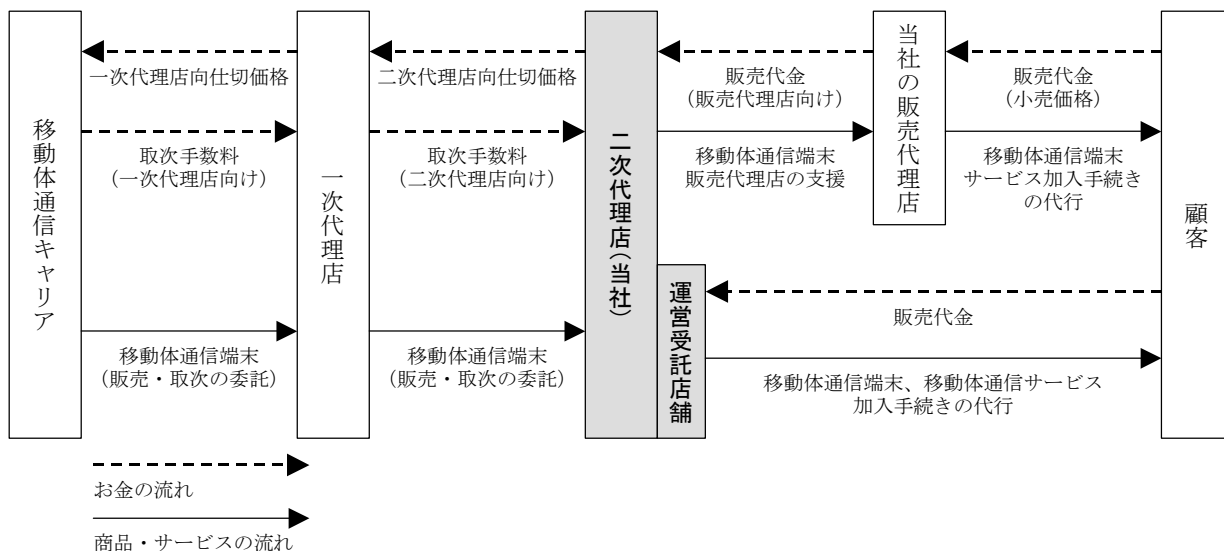 移動体通信キャリア
一次代理店向仕切価格
取次手数料
（一次代理店向け）
移動体通信端末
（販売・取次の委託）
一次代理店
二次代理店向仕切価格
取次手数料
（二次代理店向け）
移動体通信端末
（販売・取次の委託）
二次代理店（当社）
運営受託店舗
販売代金
（販売代理店向け）
移動体通信端末
販売代理店の支援
当社の販売代理店
販売代金
（小売価格）
移動体通信端末
サービス加入手続き
の代行
販売代金
移動体通信端末、移動体通信サービス
加入手続きの代行
顧客
お金の流れ
商品・サービスの流れ